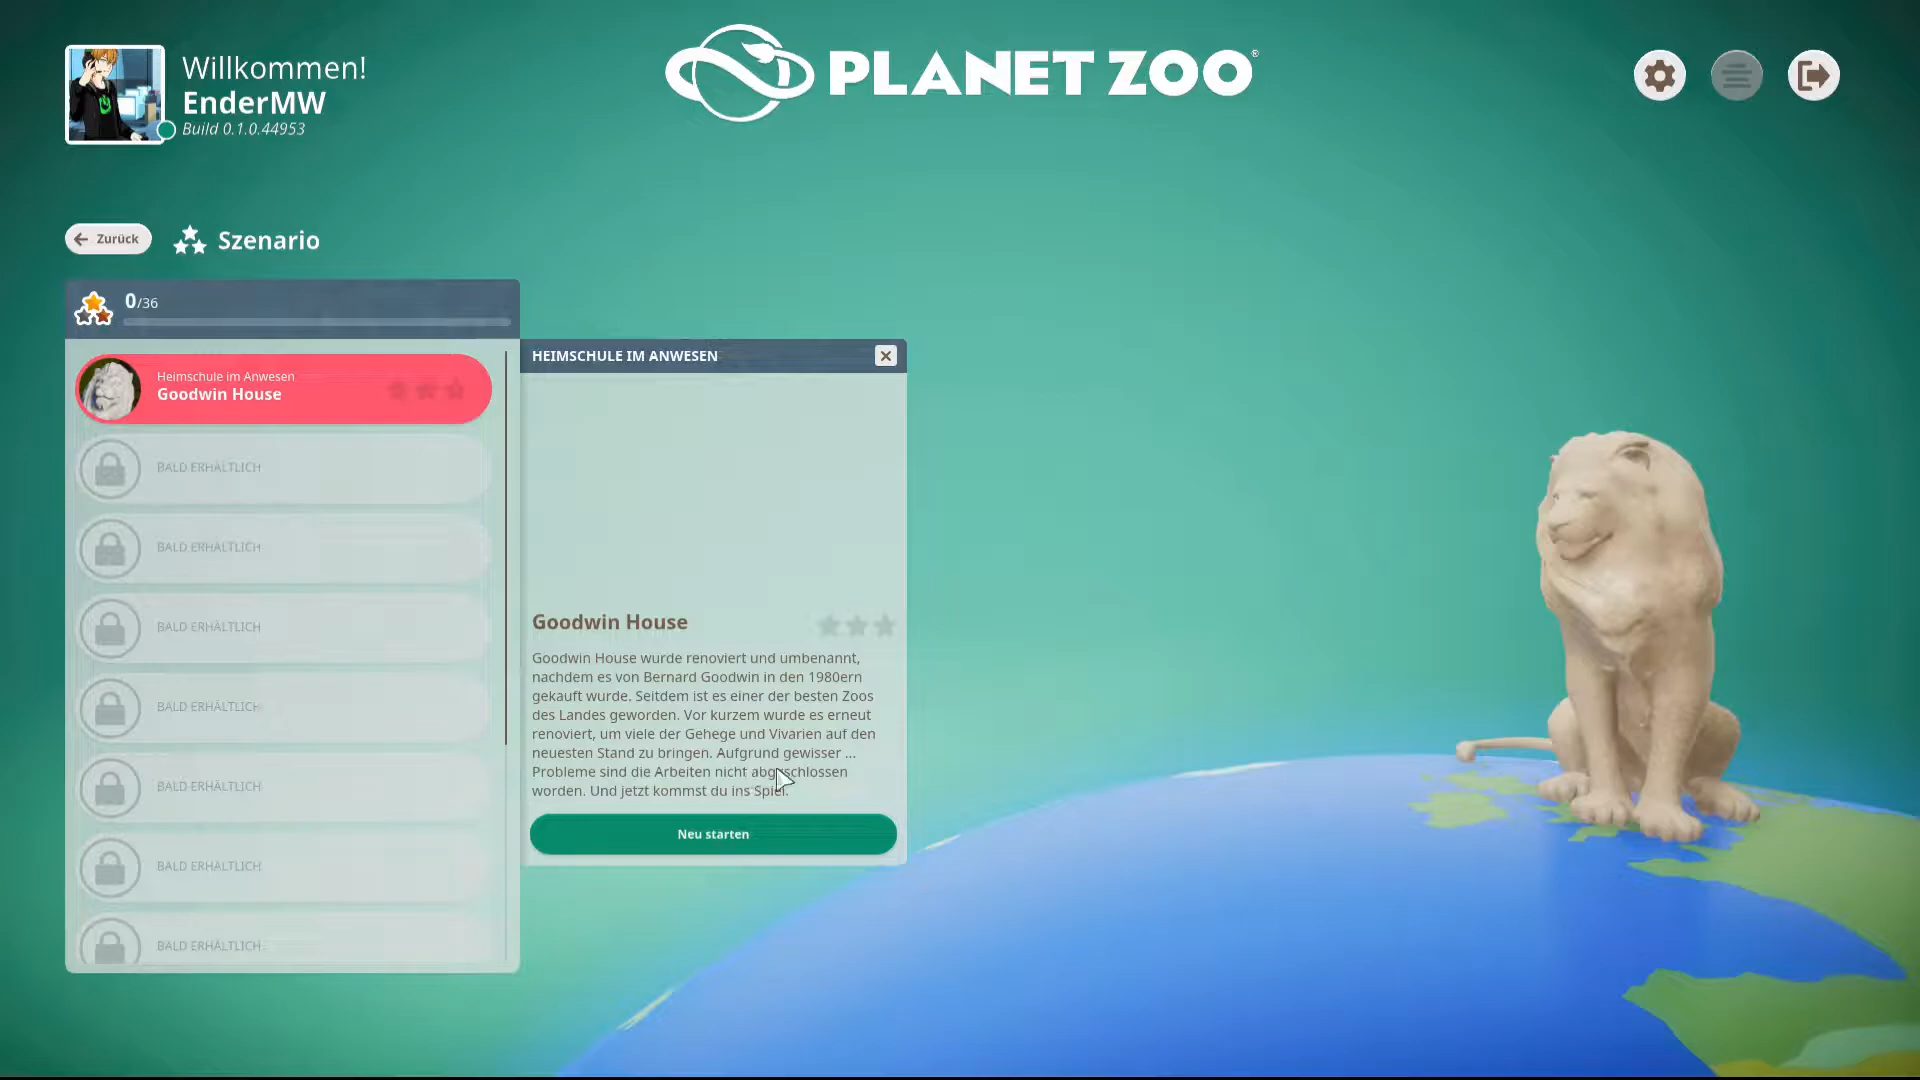 Willkommen!
EnderMW
Build 0.1.0.44953
PLANET ZOO®
Zurück
Szenario
0/36
Heimschule im Anwesen
Goodwin House
BALD ERHÄLTLICH
BALD ERHÄLTLICH
BALD ERHÄLTLICH
BALD ERHÄLTLICH
BALD ERHÄLTLICH
BALD ERHÄLTLICH
BALD ERHÄLTLICH
HEIMSCHULE IM ANWESEN
Goodwin House
Goodwin House wurde renoviert und umbenannt,
nachdem es von Bernard Goodwin in den 1980ern
gekauft wurde. Seitdem ist es einer der besten Zoos
des Landes geworden. Vor kurzem wurde es erneut
renoviert, um viele der Gehege und Vivarien auf den
neuesten Stand zu bringen. Aufgrund gewisser ...
Probleme sind die Arbeiten nicht abgeschlossen
worden. Und jetzt kommst du ins Spiel.
Neu starten